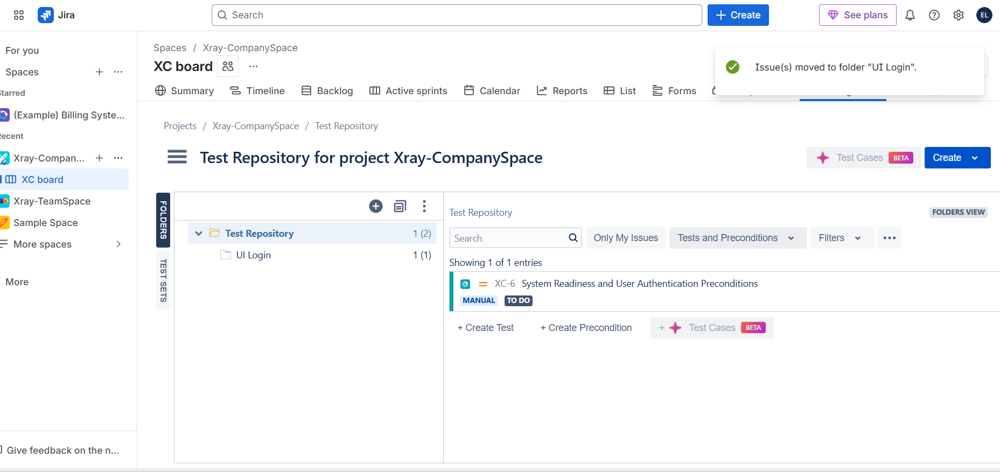 Jira
Search
Create
See plans
EL
For you
Spaces
Starred
(Example) Billing Syste...
Recent
Xray-Compan...
XC board
Xray-TeamSpace
Sample Space
More spaces
More
Give feedback on the n...
Spaces / Xray-CompanySpace
XC board
Issue(s) moved to folder "UI Login".
Summary
Timeline
Backlog
Active sprints
Calendar
Reports
List
Forms
Projects / Xray-CompanySpace / Test Repository
Test Repository for project Xray-CompanySpace
Test Cases BETA
Create
FOLDERS
TEST SETS
Test Repository 1 (2)
UI Login 1 (1)
Test Repository
FOLDERS VIEW
Search
Only My Issues
Tests and Preconditions
Filters
Showing 1 of 1 entries
XC-6 System Readiness and User Authentication Preconditions
MANUAL TO DO
+ Create Test
+ Create Precondition
+ Test Cases BETA